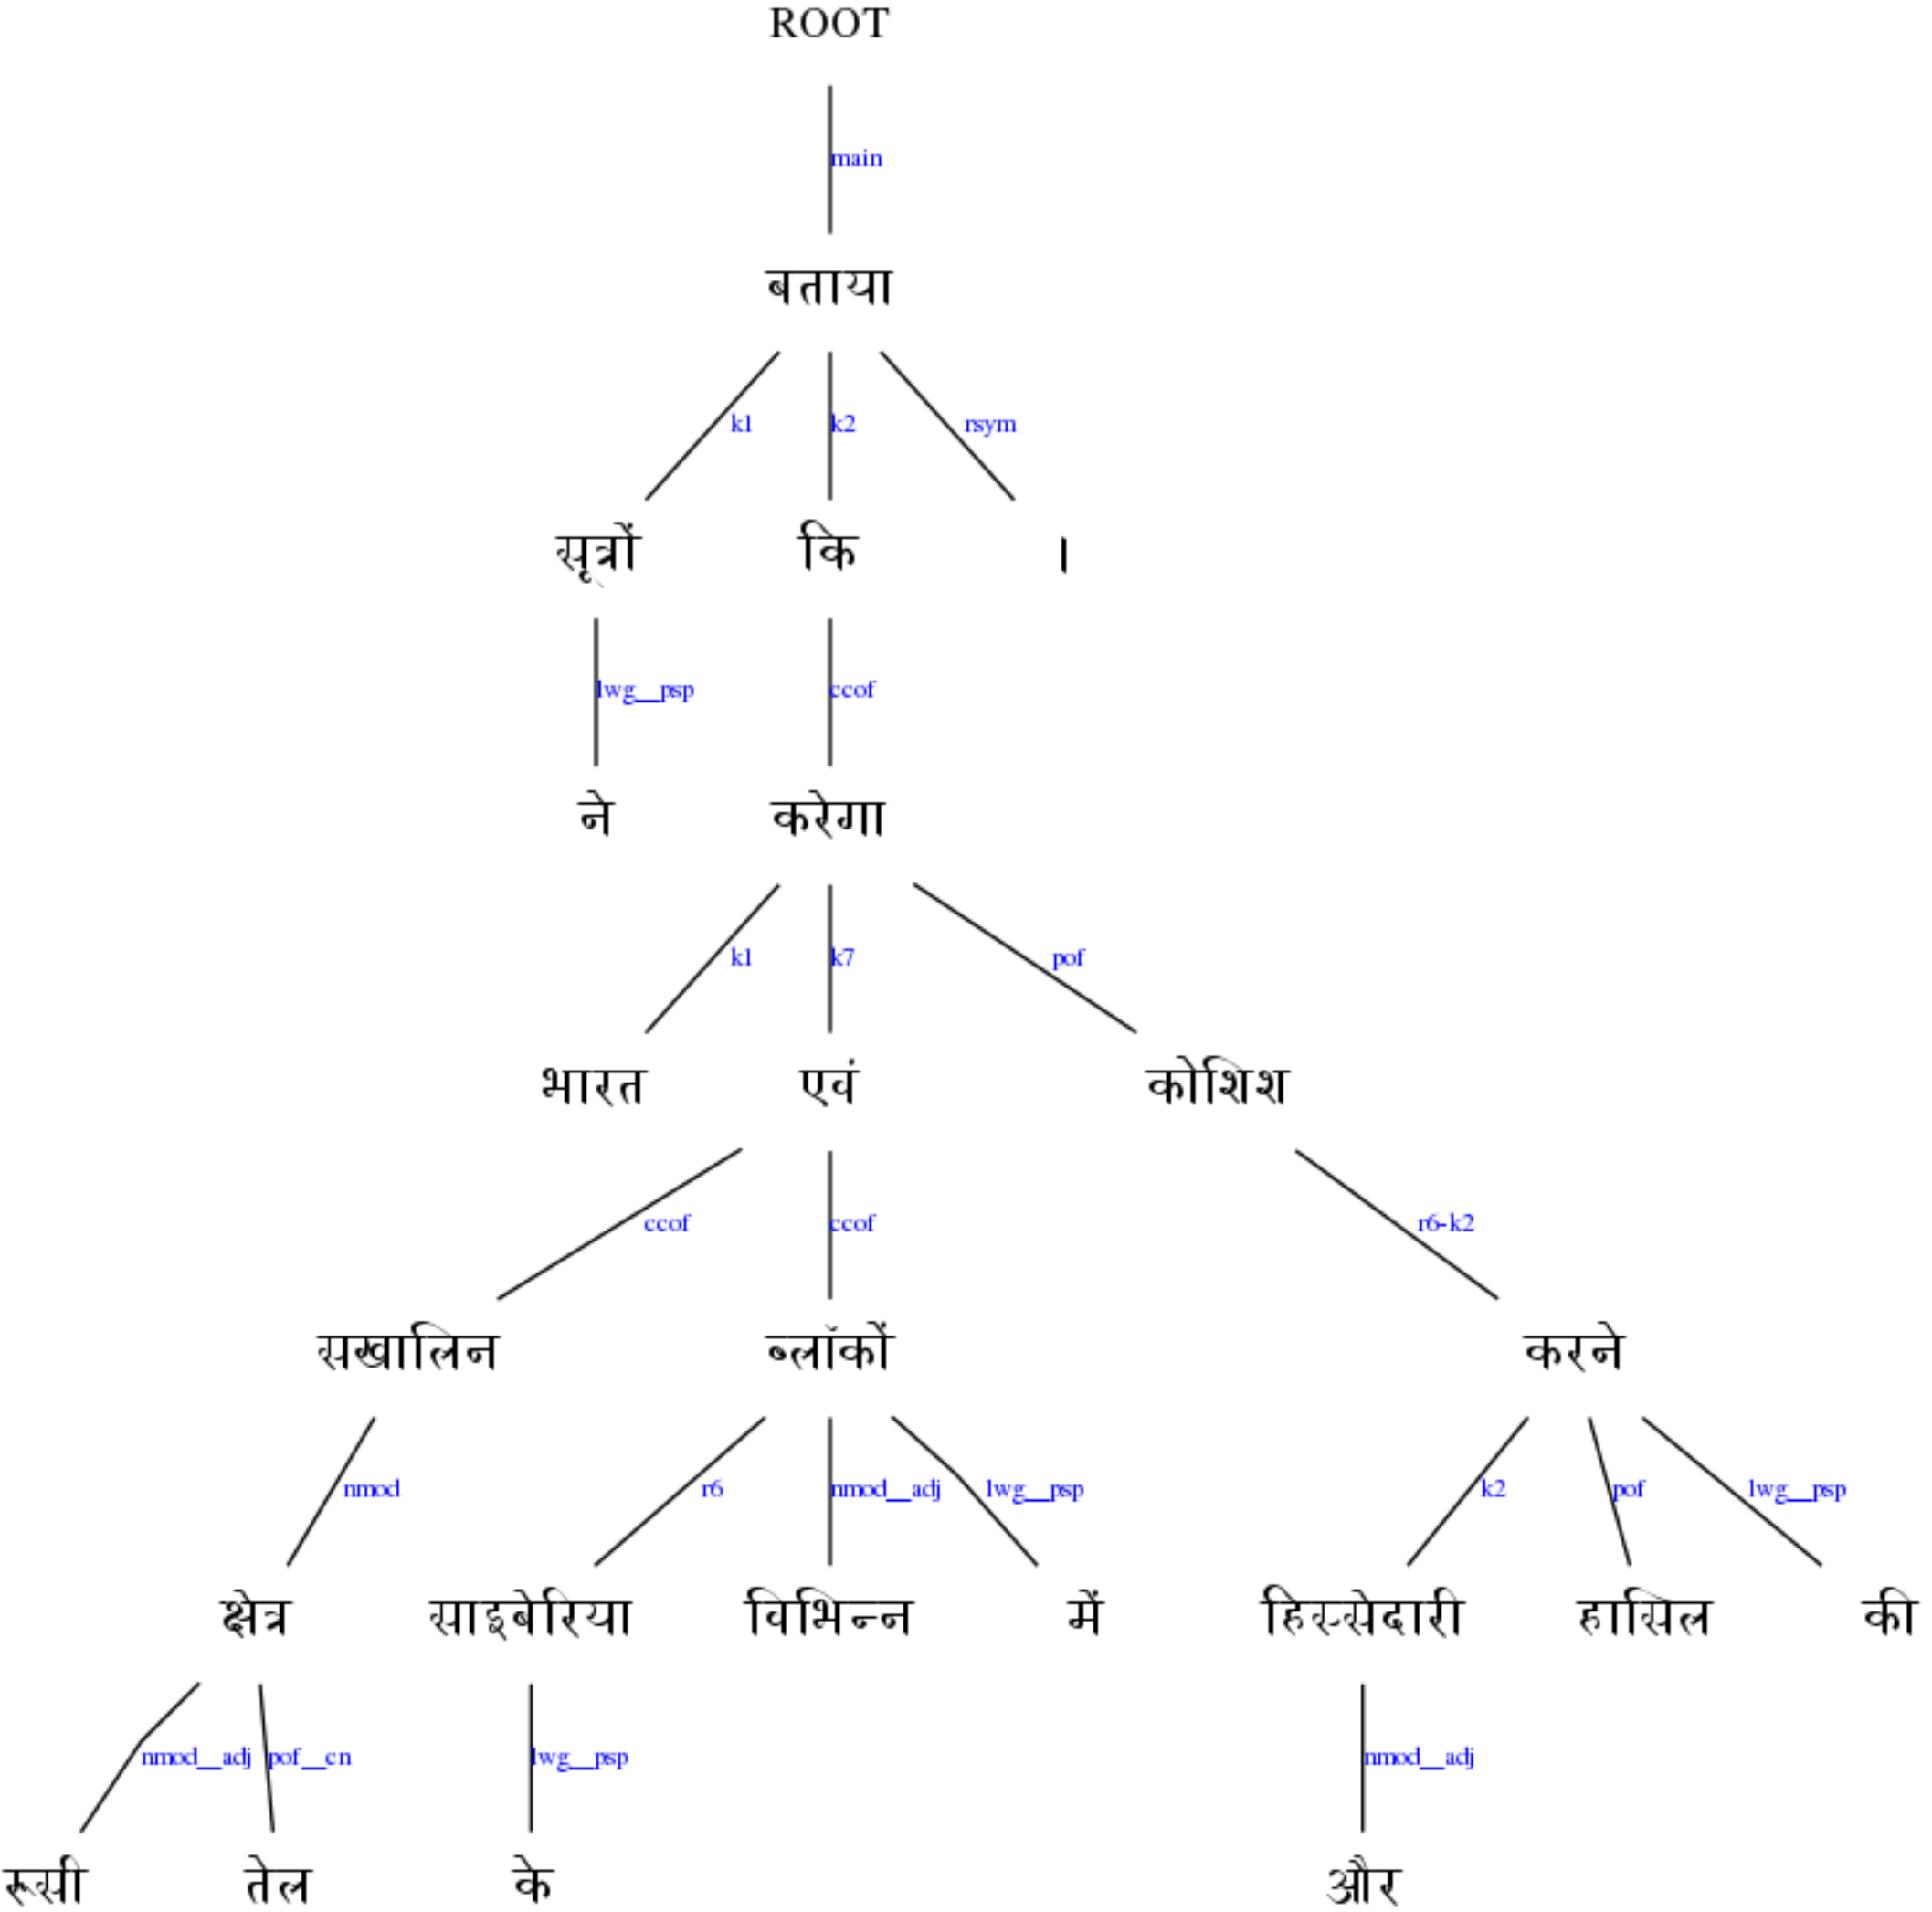 ROOT
main
बताया
k1 k2 rsym
सूत्रों कि ।
lwg__psp ccof
ने करेगा
k1 k7 pof
भारत एवं कोशिश
ccof ccof r6-k2
सखालिन ब्लॉकों करने
nmod r6 nmod__adj lwg__psp k2 pof lwg__psp
क्षेत्र साइबेरिया विभिन्न में हिस्सेदारी हासिल की
nmod__adj pof__cn lwg__psp nmod__adj
रूसी तेल के और